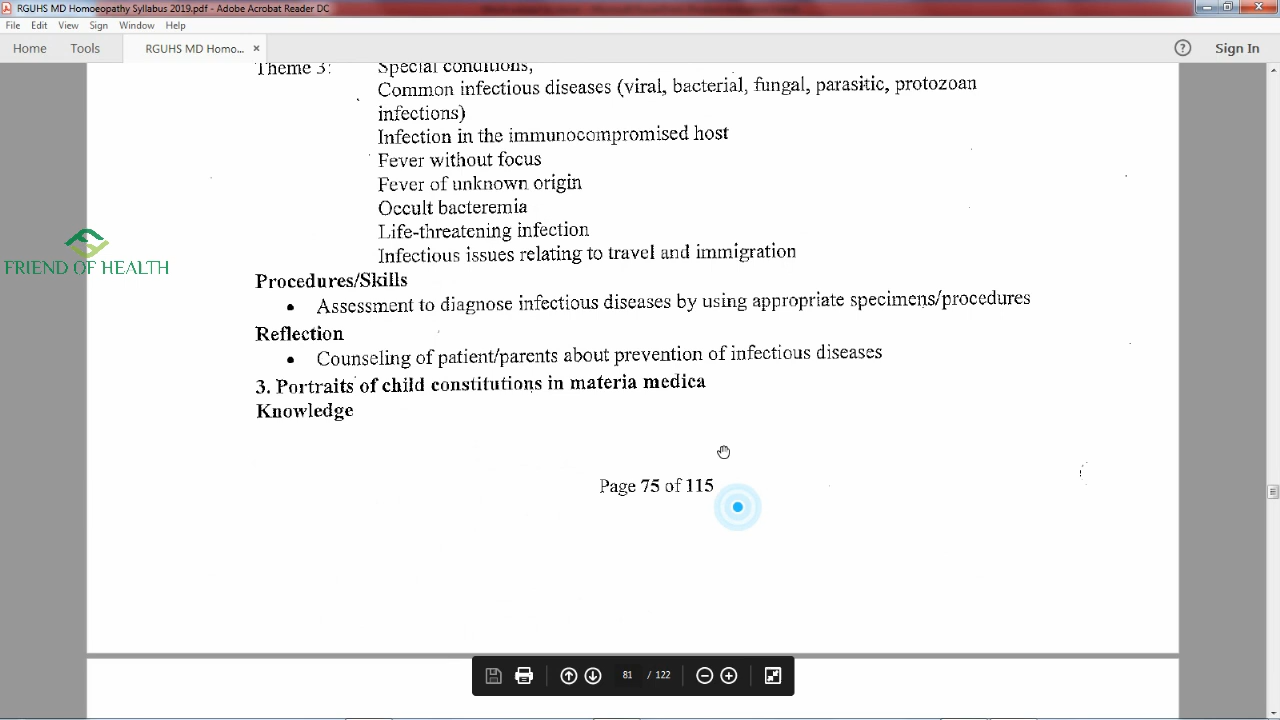 RGUHS MD Homoeopathy Syllabus 2019.pdf - Adobe Acrobat Reader DC
File Edit View Sign Window Help
Home Tools RGUHS MD Homo... × ? Sign In
Theme 3: Special conditions,
Common infectious diseases (viral, bacterial, fungal, parasitic, protozoan
infections)
Infection in the immunocompromised host
Fever without focus
Fever of unknown origin
Occult bacteremia
Life-threatening infection
Infectious issues relating to travel and immigration
FRIEND OF HEALTH
Procedures/Skills
• Assessment to diagnose infectious diseases by using appropriate specimens/procedures
Reflection
• Counseling of patient/parents about prevention of infectious diseases
3. Portraits of child constitutions in materia medica
Knowledge
Page 75 of 115
81 / 122